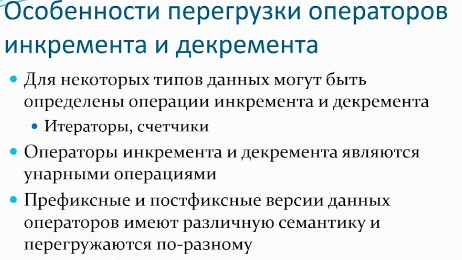 Особенности перегрузки операторов
инкремента и декремента
Для некоторых типов данных могут быть
определены операции инкремента и декремента
Итераторы, счетчики
Операторы инкремента и декремента являются
унарными операциями
Префиксные и постфиксные версии данных
операторов имеют различную семантику и
перегружаются по-разному